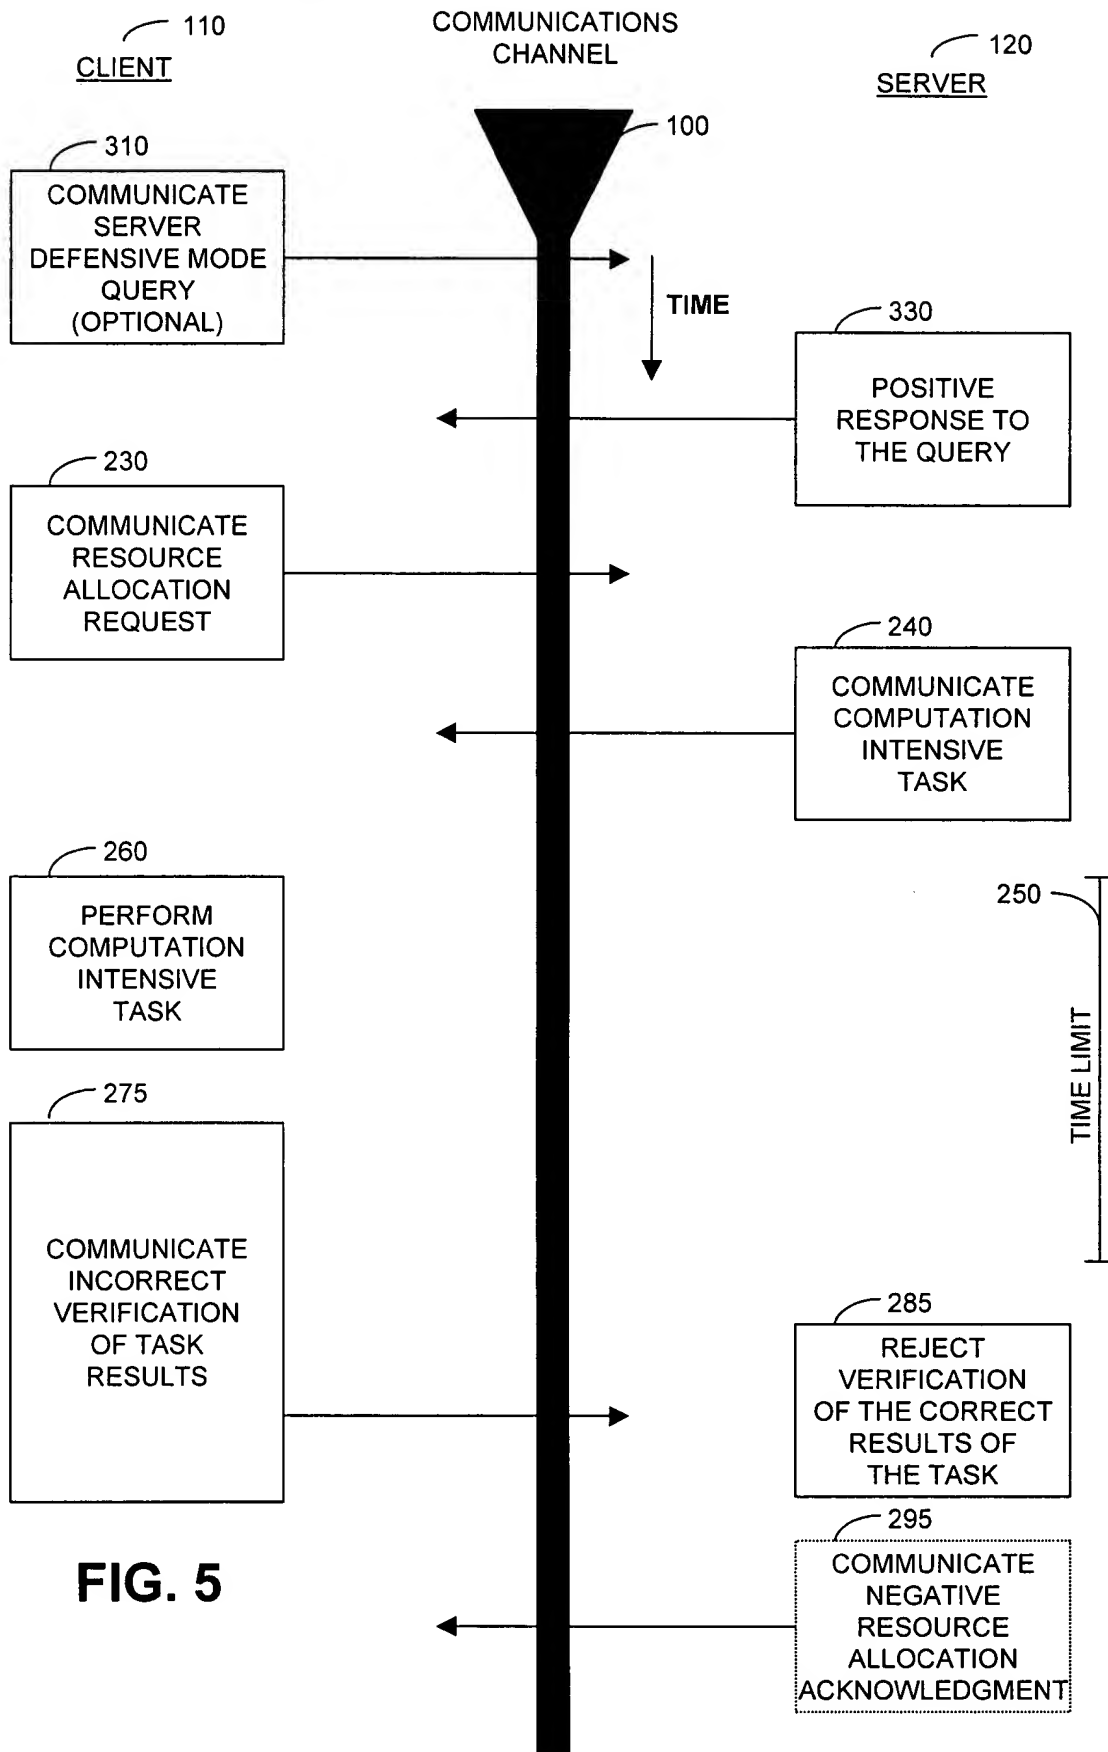 110
CLIENT
COMMUNICATIONS
CHANNEL
120
SERVER
100
310
COMMUNICATE
SERVER
DEFENSIVE MODE
QUERY
(OPTIONAL)
TIME
330
POSITIVE
RESPONSE TO
THE QUERY
230
COMMUNICATE
RESOURCE
ALLOCATION
REQUEST
240
COMMUNICATE
COMPUTATION
INTENSIVE
TASK
260
PERFORM
COMPUTATION
INTENSIVE
TASK
250
TIME LIMIT
275
COMMUNICATE
INCORRECT
VERIFICATION
OF TASK
RESULTS
285
REJECT
VERIFICATION
OF THE CORRECT
RESULTS OF
THE TASK
295
COMMUNICATE
NEGATIVE
RESOURCE
ALLOCATION
ACKNOWLEDGMENT
FIG. 5